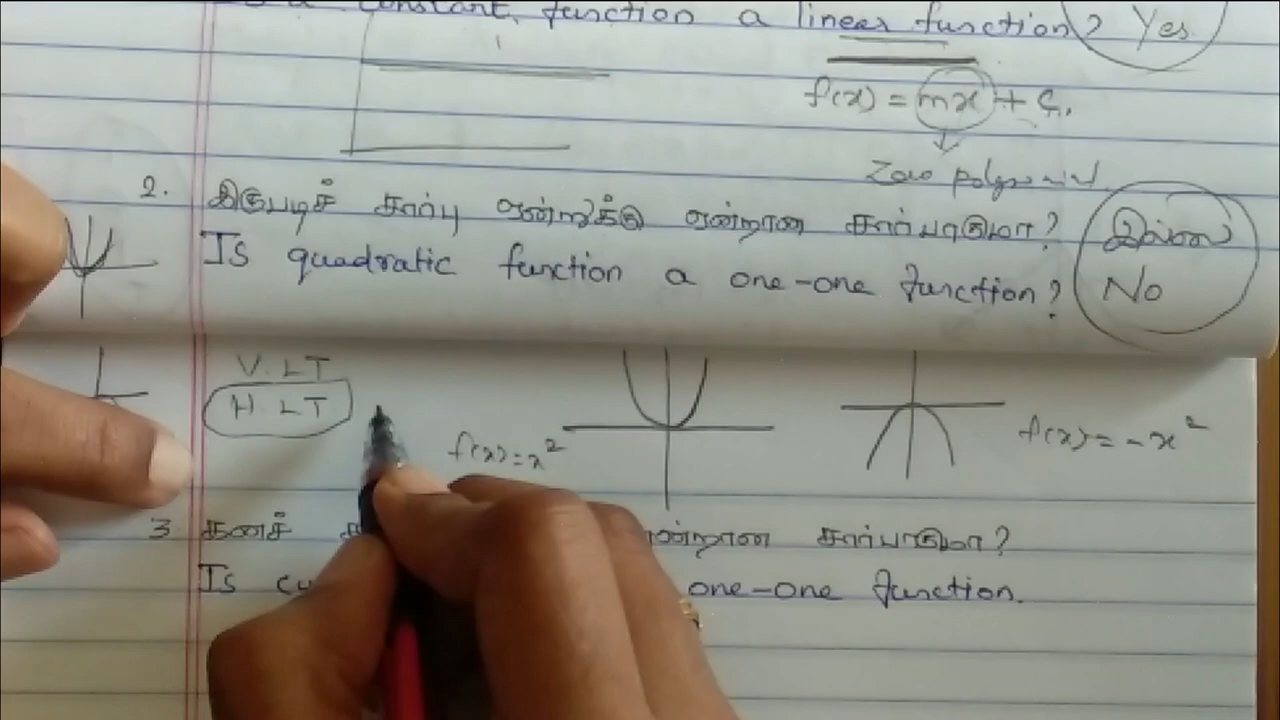 constant function a linear function? Yes
f(x) = mx + c,
Zero polynomial
2. இருபடிச் சார்பு ஒன்றுக்கு ஒன்றான சார்பாகுமா? இல்லை
Is quadratic function a one-one function? No
V.LT
H.LT
f(x)=x²
f(x)=-x²
3. கனச் ஒன்றான சார்பாகுமா?
Is one-one function.